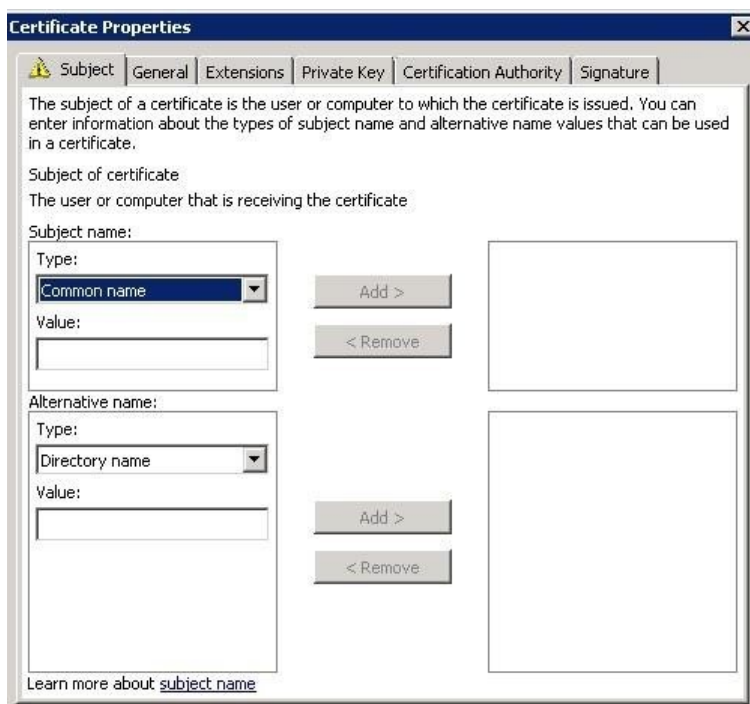 Certificate Properties
Subject General Extensions Private Key Certification Authority Signature
The subject of a certificate is the user or computer to which the certificate is issued. You can
enter information about the types of subject name and alternative name values that can be used
in a certificate.
Subject of certificate
The user or computer that is receiving the certificate
Subject name:
Type:
Common name
Add >
Value:
< Remove
Alternative name:
Type:
Directory name
Value:
Add >
< Remove
Learn more about subject name